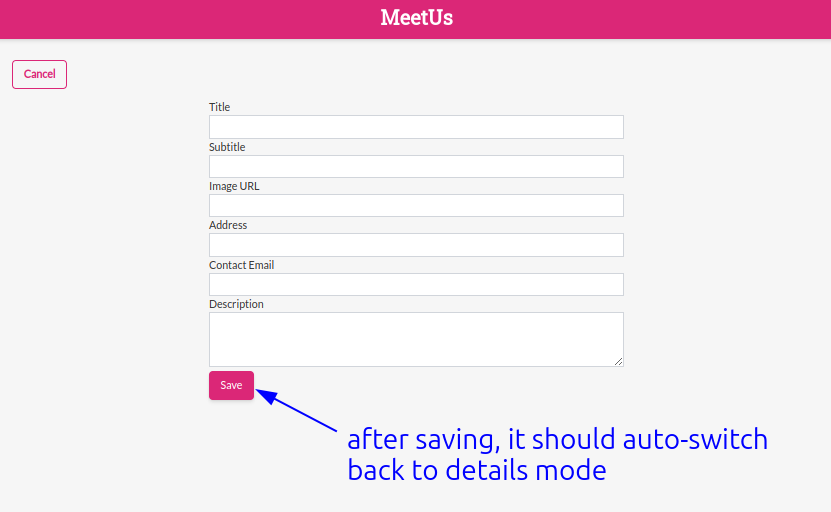 MeetUs
Cancel
Title
Subtitle
Image URL
Address
Contact Email
Description
Save
after saving, it should auto-switch
back to details mode